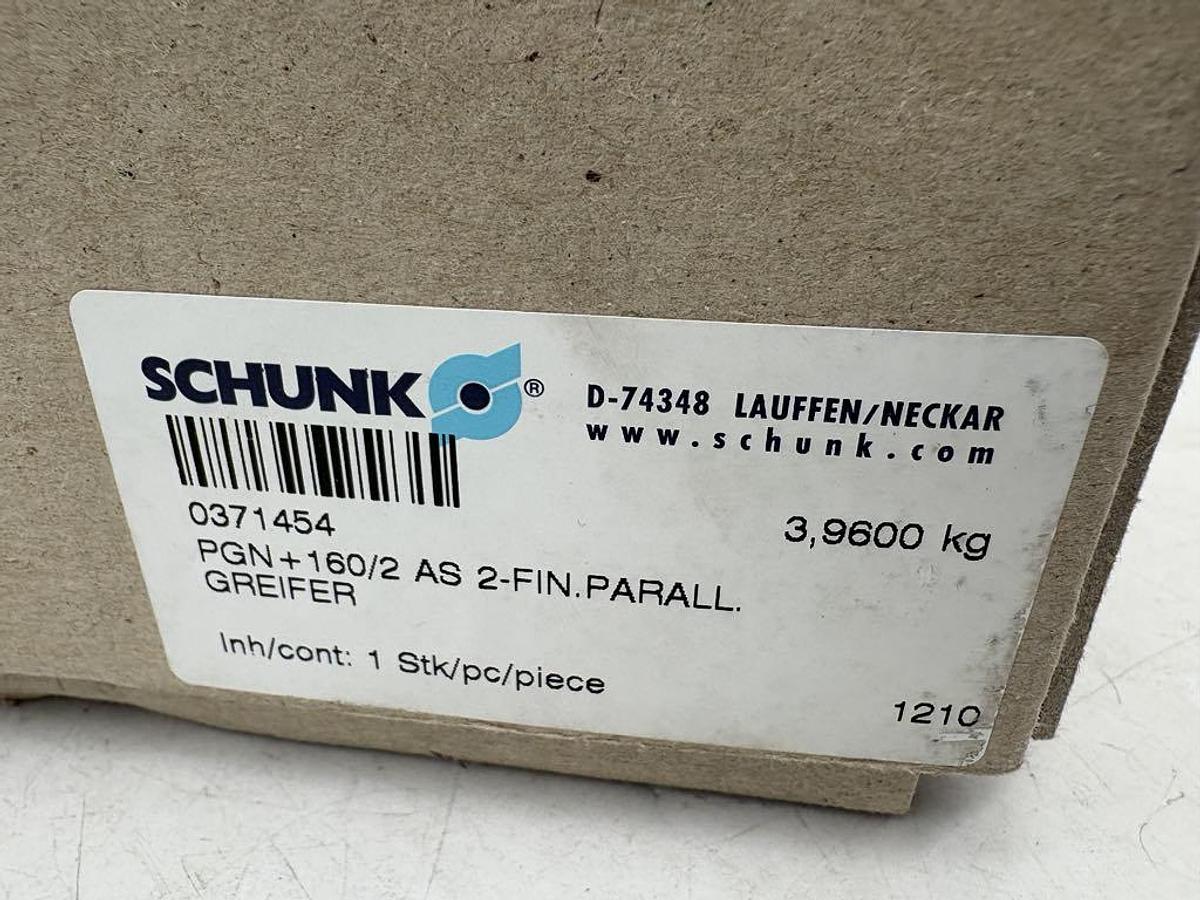 SCHUNK ®
D-74348 LAUFFEN/NECKAR
www.schunk.com
0371454
3,9600 kg
PGN+160/2 AS 2-FIN.PARALL.
GREIFER
Inh/cont: 1 Stk/pc/piece
1210